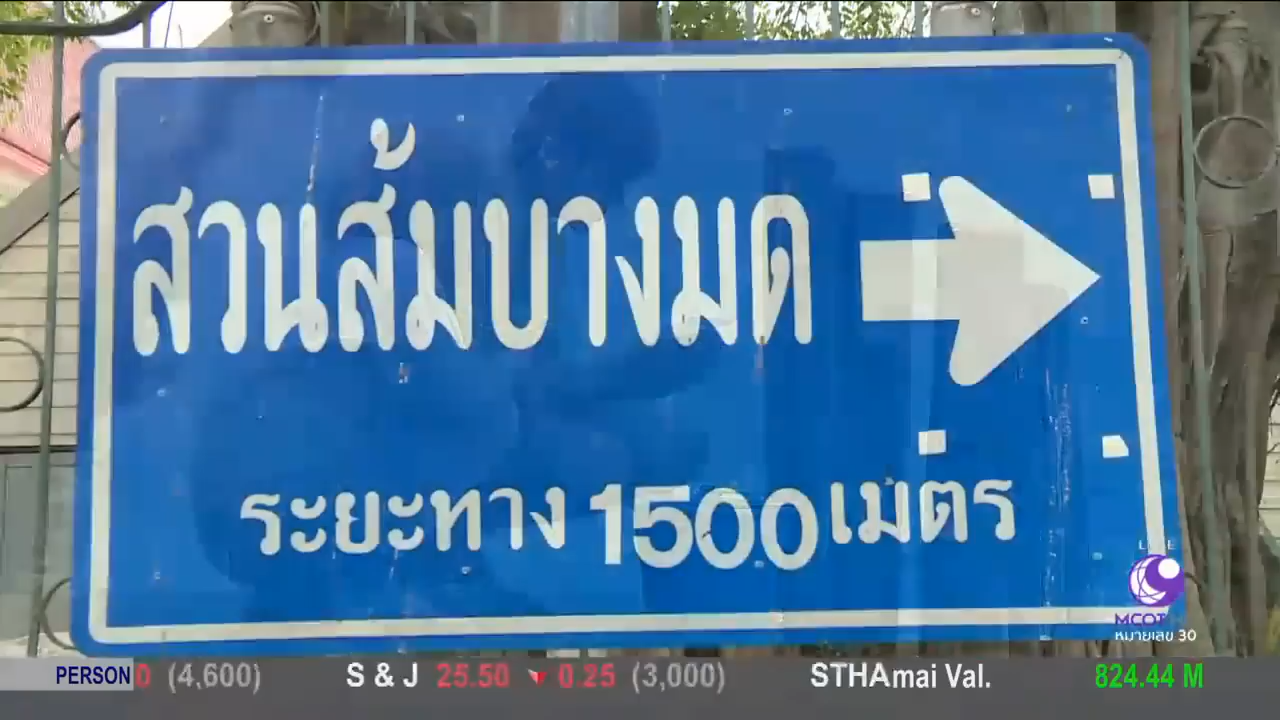 สวนส้มบางมด
ระยะทาง 1500 เมตร
LIVE
MCOT
หมายเลข 30
PERSON 0 (4,600) S & J 25.50 0.25 (3,000) STHAmai Val. 824.44 M